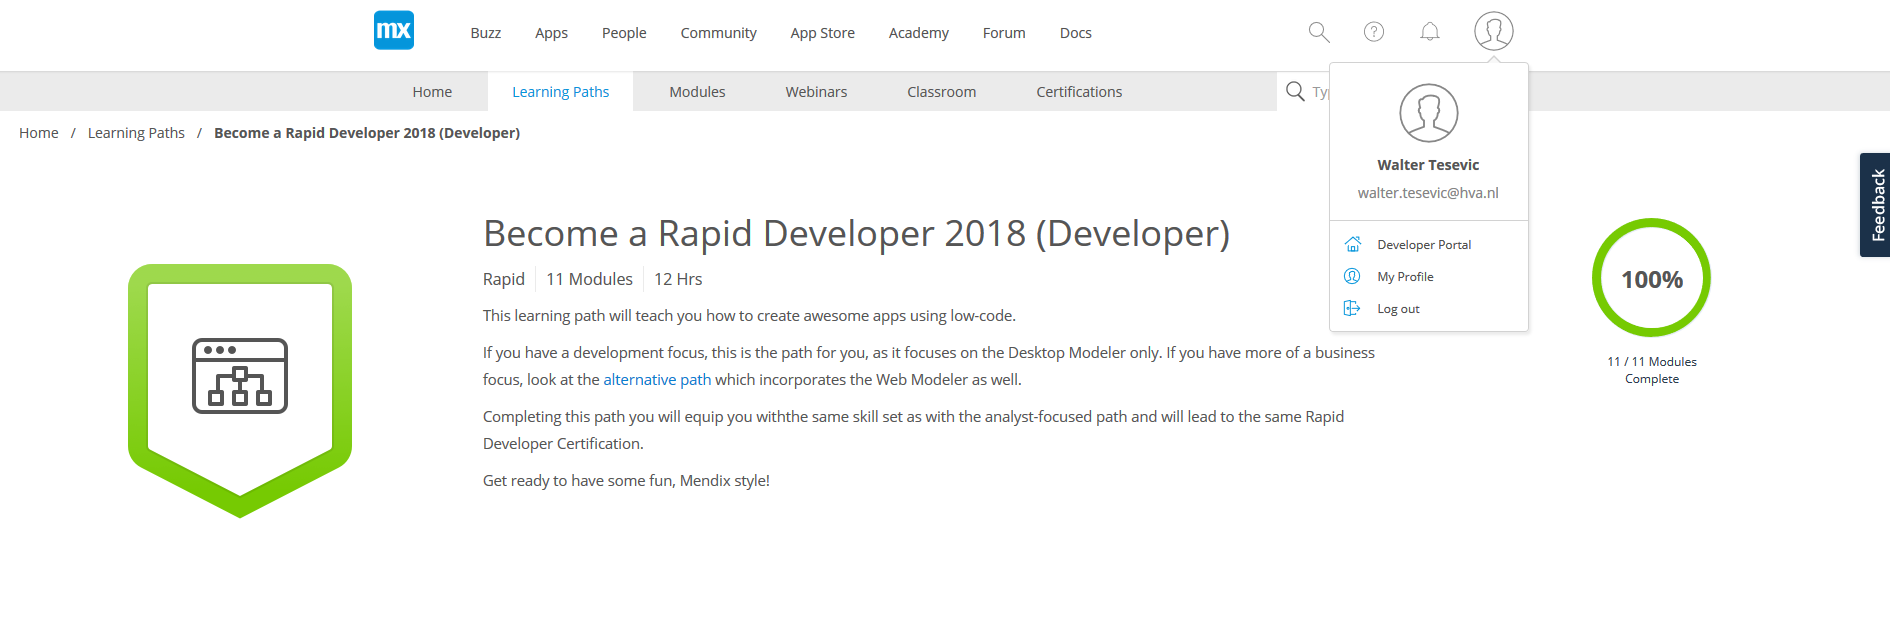 mx
Buzz Apps People Community App Store Academy Forum Docs
?
Home Learning Paths Modules Webinars Classroom Certifications
Home / Learning Paths / Become a Rapid Developer 2018 (Developer)
Walter Tesevic
walter.tesevic@hva.nl
Developer Portal
My Profile
Log out
Feedback
Become a Rapid Developer 2018 (Developer)
Rapid 11 Modules 12 Hrs
This learning path will teach you how to create awesome apps using low-code.
If you have a development focus, this is the path for you, as it focuses on the Desktop Modeler only. If you have more of a business
focus, look at the alternative path which incorporates the Web Modeler as well.
Completing this path you will equip you withthe same skill set as with the analyst-focused path and will lead to the same Rapid
Developer Certification.
Get ready to have some fun, Mendix style!
100%
11 / 11 Modules
Complete